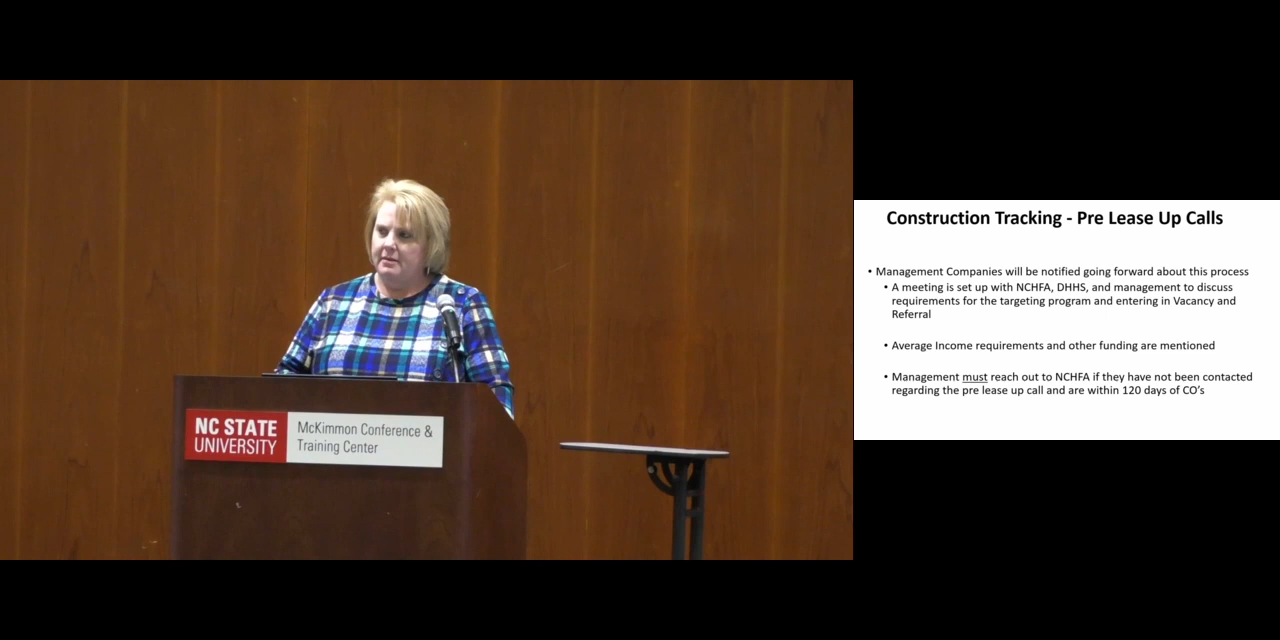 NC STATE
UNIVERSITY
McKimmon Conference &
Training Center
Construction Tracking - Pre Lease Up Calls
• Management Companies will be notified going forward about this process
• A meeting is set up with NCHFA, DHHS, and management to discuss
requirements for the targeting program and entering in Vacancy and
Referral
• Average Income requirements and other funding are mentioned
• Management must reach out to NCHFA if they have not been contacted
regarding the pre lease up call and are within 120 days of CO's